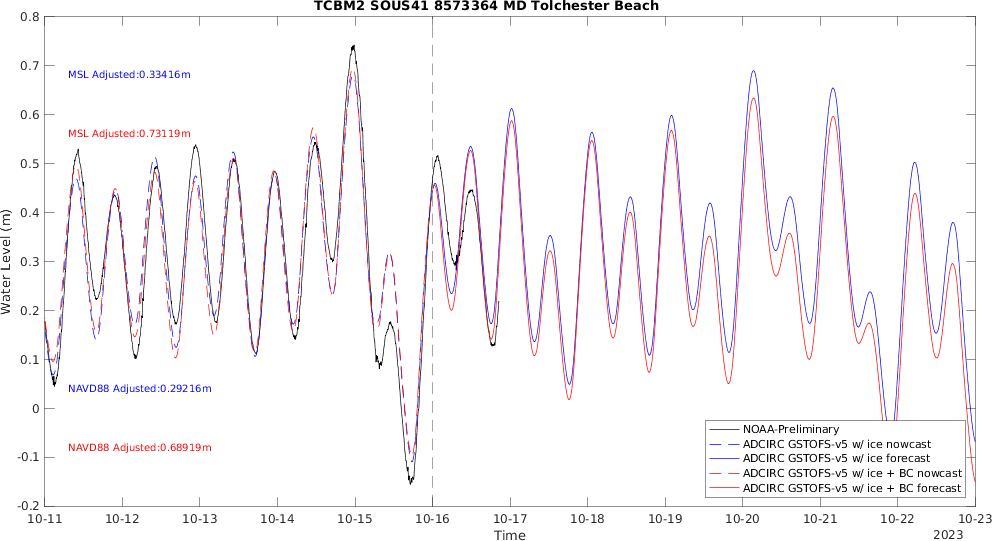 TCBM2 SOUS41 8573364 MD Tolchester Beach
0.8
0.7
0.6
0.5
0.4
0.3
0.2
0.1
0
-0.1
-0.2
Water Level (m)
MSL Adjusted:0.33416m
MSL Adjusted:0.73119m
NAVD88 Adjusted:0.29216m
NAVD88 Adjusted:0.68919m
NOAA-Preliminary
ADCIRC GSTOFS-v5 w/ ice nowcast
ADCIRC GSTOFS-v5 w/ ice forecast
ADCIRC GSTOFS-v5 w/ ice + BC nowcast
ADCIRC GSTOFS-v5 w/ ice + BC forecast
10-11 10-12 10-13 10-14 10-15 10-16 10-17 10-18 10-19 10-20 10-21 10-22 10-23
Time
2023